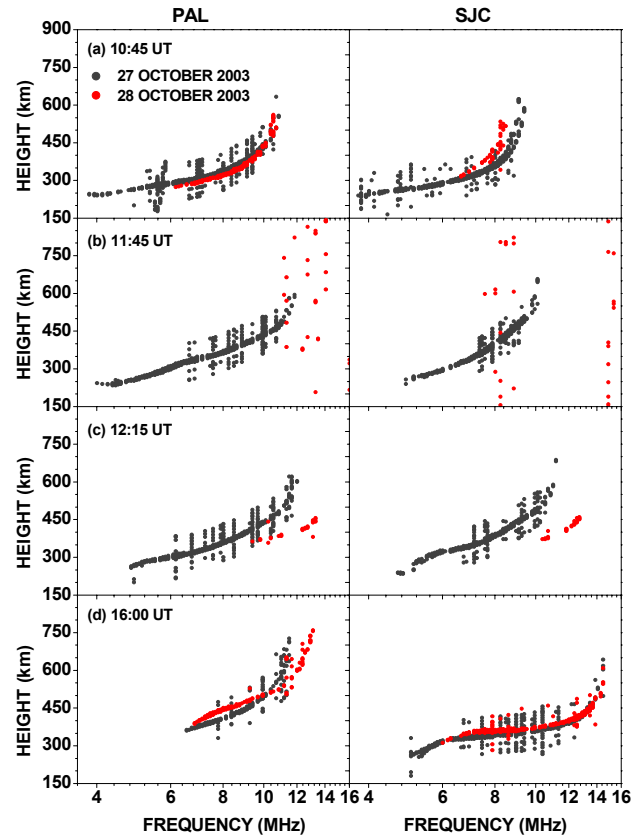 PAL SJC
900
750
600
450
300
150
HEIGHT (km)
(a) 10:45 UT
27 OCTOBER 2003
28 OCTOBER 2003
750
600
450
300
150
HEIGHT (km)
(b) 11:45 UT
750
600
450
300
150
HEIGHT (km)
(c) 12:15 UT
750
600
450
300
150
HEIGHT (km)
(d) 16:00 UT
4 6 8 10 12 14 16 4 6 8 10 12 14 16
FREQUENCY (MHz) FREQUENCY (MHz)